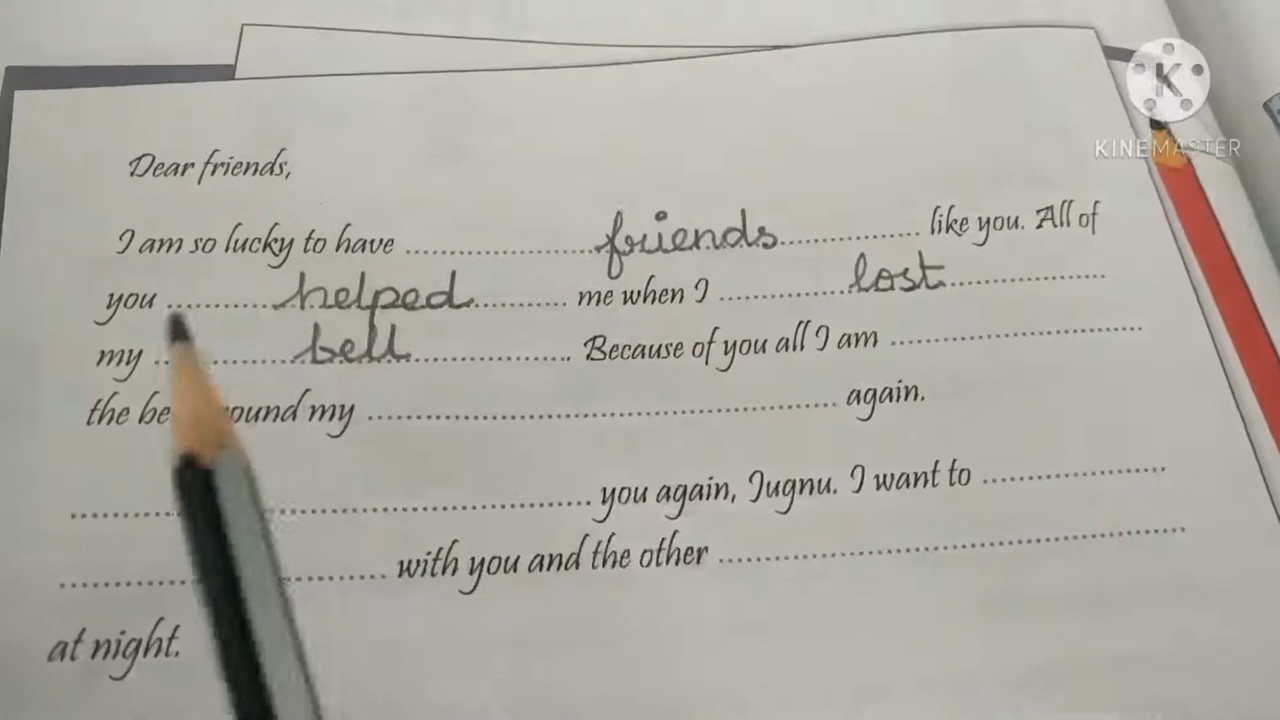 KINEMASTER
Dear friends,
I am so lucky to have ........ friends ........ like you. All of
you ........ helped ........ me when I ........ lost ........
my ........ bell ........ Because of you all I am ........
the be round my ........ again.
........ you again, Jugnu. I want to ........
........ with you and the other ........
at night.